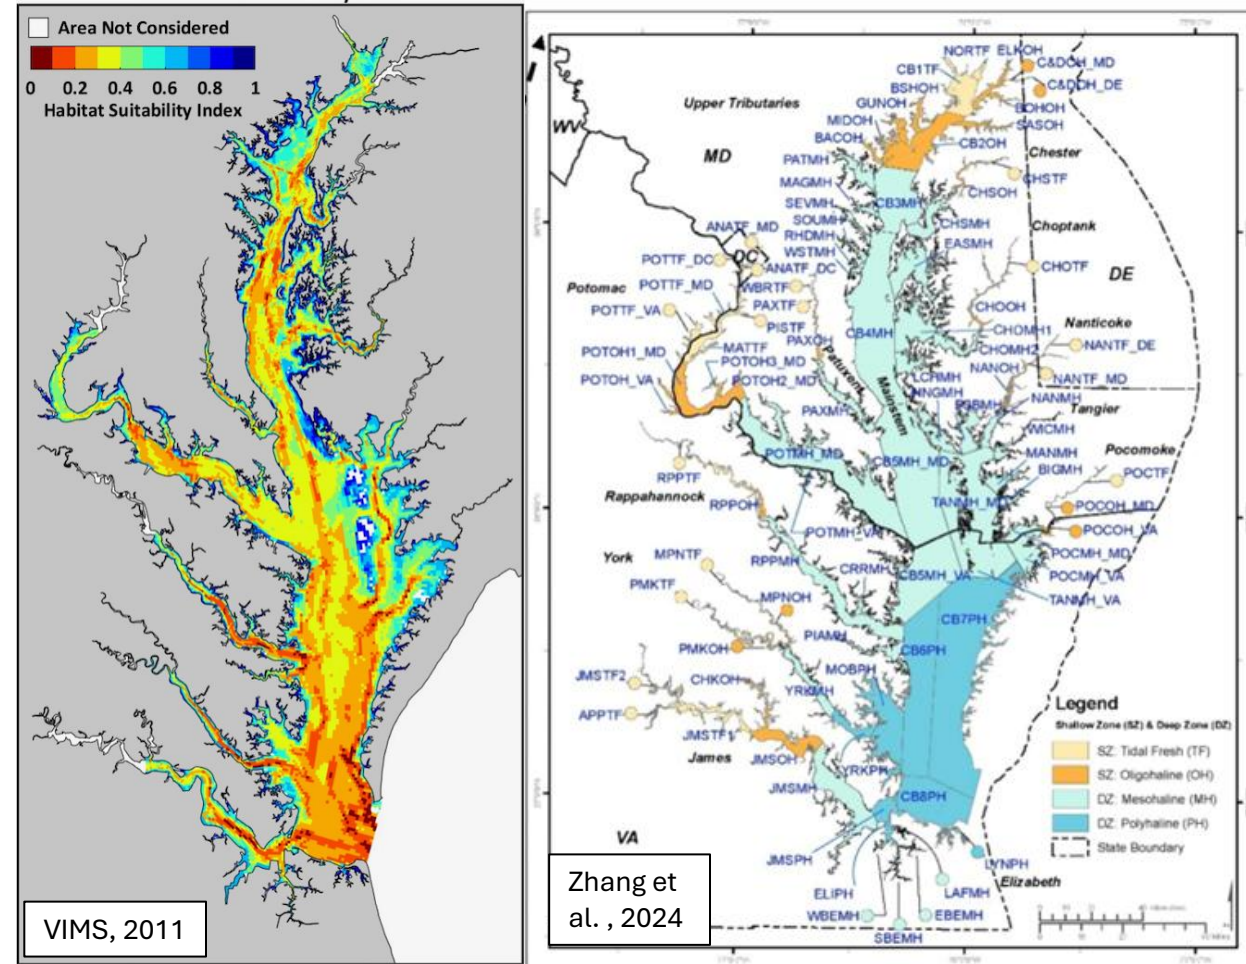 Area Not Considered
0 0.2 0.4 0.6 0.8 1
Habitat Suitability Index
VIMS, 2011
NORTF ELKOH
CB1TF
C&DOH_MD
BSHOH
C&DOH_DE
GUNOH
BOHOH
Upper Tributaries
MIDOH
SASOH
WV
BACOH
CB2OH
MD
PATMH
Chester
MAGMH
CHSTF
CHSOH
SEVMH
CB3MH
SOUMH
ANATF_MD
CHSMH
Choptank
RHDMH
EASMH
WSTMH
DC
POTTF_DC
ANATF_DC
CHOTF
DE
POTTF_MD
WBRTF
Potomac
PAXTF
CHOOH
POTTF_VA
PISTF
Nanticoke
PAXOH
CB4MH
CHOMH1
NANTF_DE
MATTF
CHOMH2
POTOH1_MD
POTOH3_MD
Patuxent
NANOH
POTOH_VA
POTOH2_MD
LCHMH
NANTF_MD
Mainstem
HNGMH
FSBMH
NANMH
PAXMH
Tangier
WICMH
POTMH_MD
CB5MH_MD
MANMH
Pocomoke
BIGMH
RPPTF
POCTF
Rappahannock
TANMH_MD
RPPOH
POCOH_MD
POTMH_VA
POCOH_VA
York
MPNTF
RPPMH
POCMH_MD
CRRMH
CB5MH_VA
POCMH_VA
PMKTF
MPNOH
TANMH_VA
CB7PH
PIAMH
PMKOH
CB6PH
MOBPH
JMSTF2
CHKOH
YRKMH
Legend
APPTF
Shallow Zone (SZ) & Deep Zone (DZ)
JMSTF1
SZ: Tidal Fresh (TF)
James
JMSOH
YRKPH
SZ: Oligohaline (OH)
JMSMH
CB8PH
DZ: Mesohaline (MH)
DZ: Polyhaline (PH)
VA
State Boundary
JMSPH
LYNPH
Zhang et
al. , 2024
Elizabeth
ELIPH
LAFMH
WBEMH
EBEMH
SBEMH